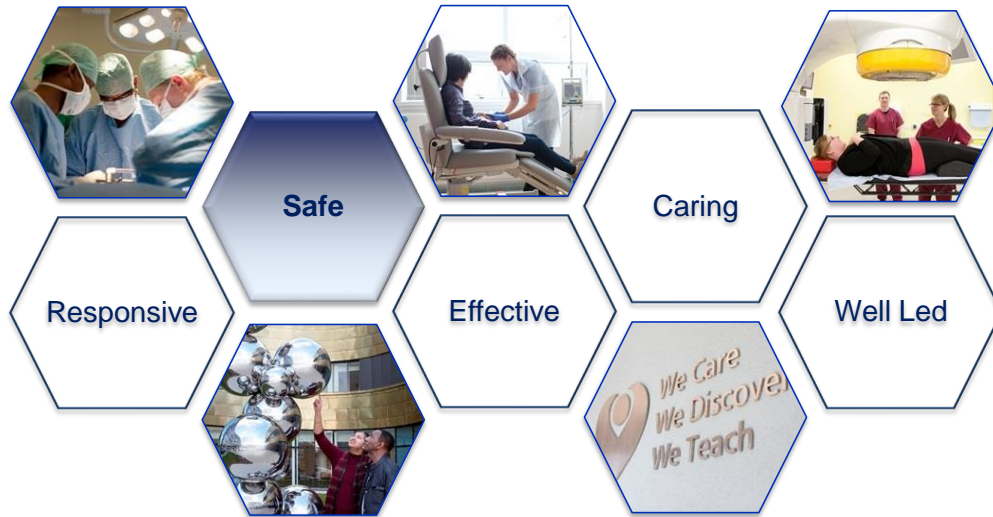 Safe
Caring
Responsive
Effective
Well Led
We Care
We Discover
We Teach